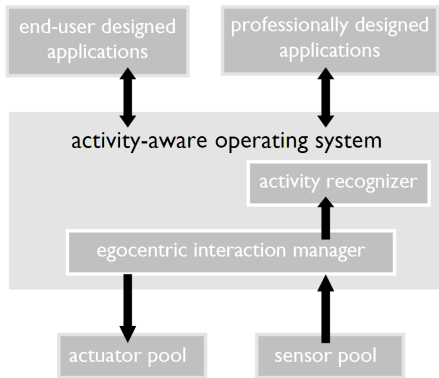 end-user designed
applications
professionally designed
applications
activity-aware operating system
activity recognizer
egocentric interaction manager
actuator pool
sensor pool